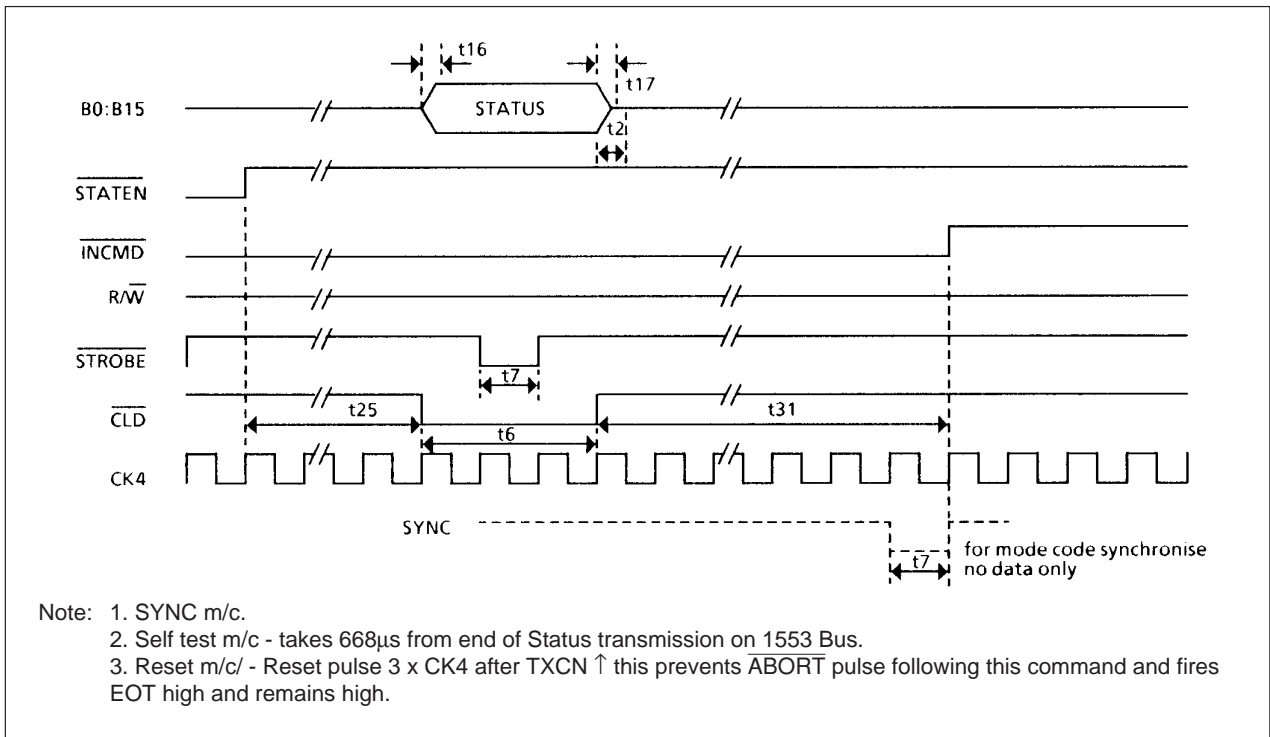 t16
t17
B0:B15
STATUS
t2
STATEN
INCMD
R/W
STROBE
t7
CLD
t25
t31
t6
CK4
SYNC
t7
for mode code synchronise
no data only
Note: 1. SYNC m/c.
2. Self test m/c - takes 668µs from end of Status transmission on 1553 Bus.
3. Reset m/c/ - Reset pulse 3 x CK4 after TXCN ↑ this prevents ABORT pulse following this command and fires
EOT high and remains high.